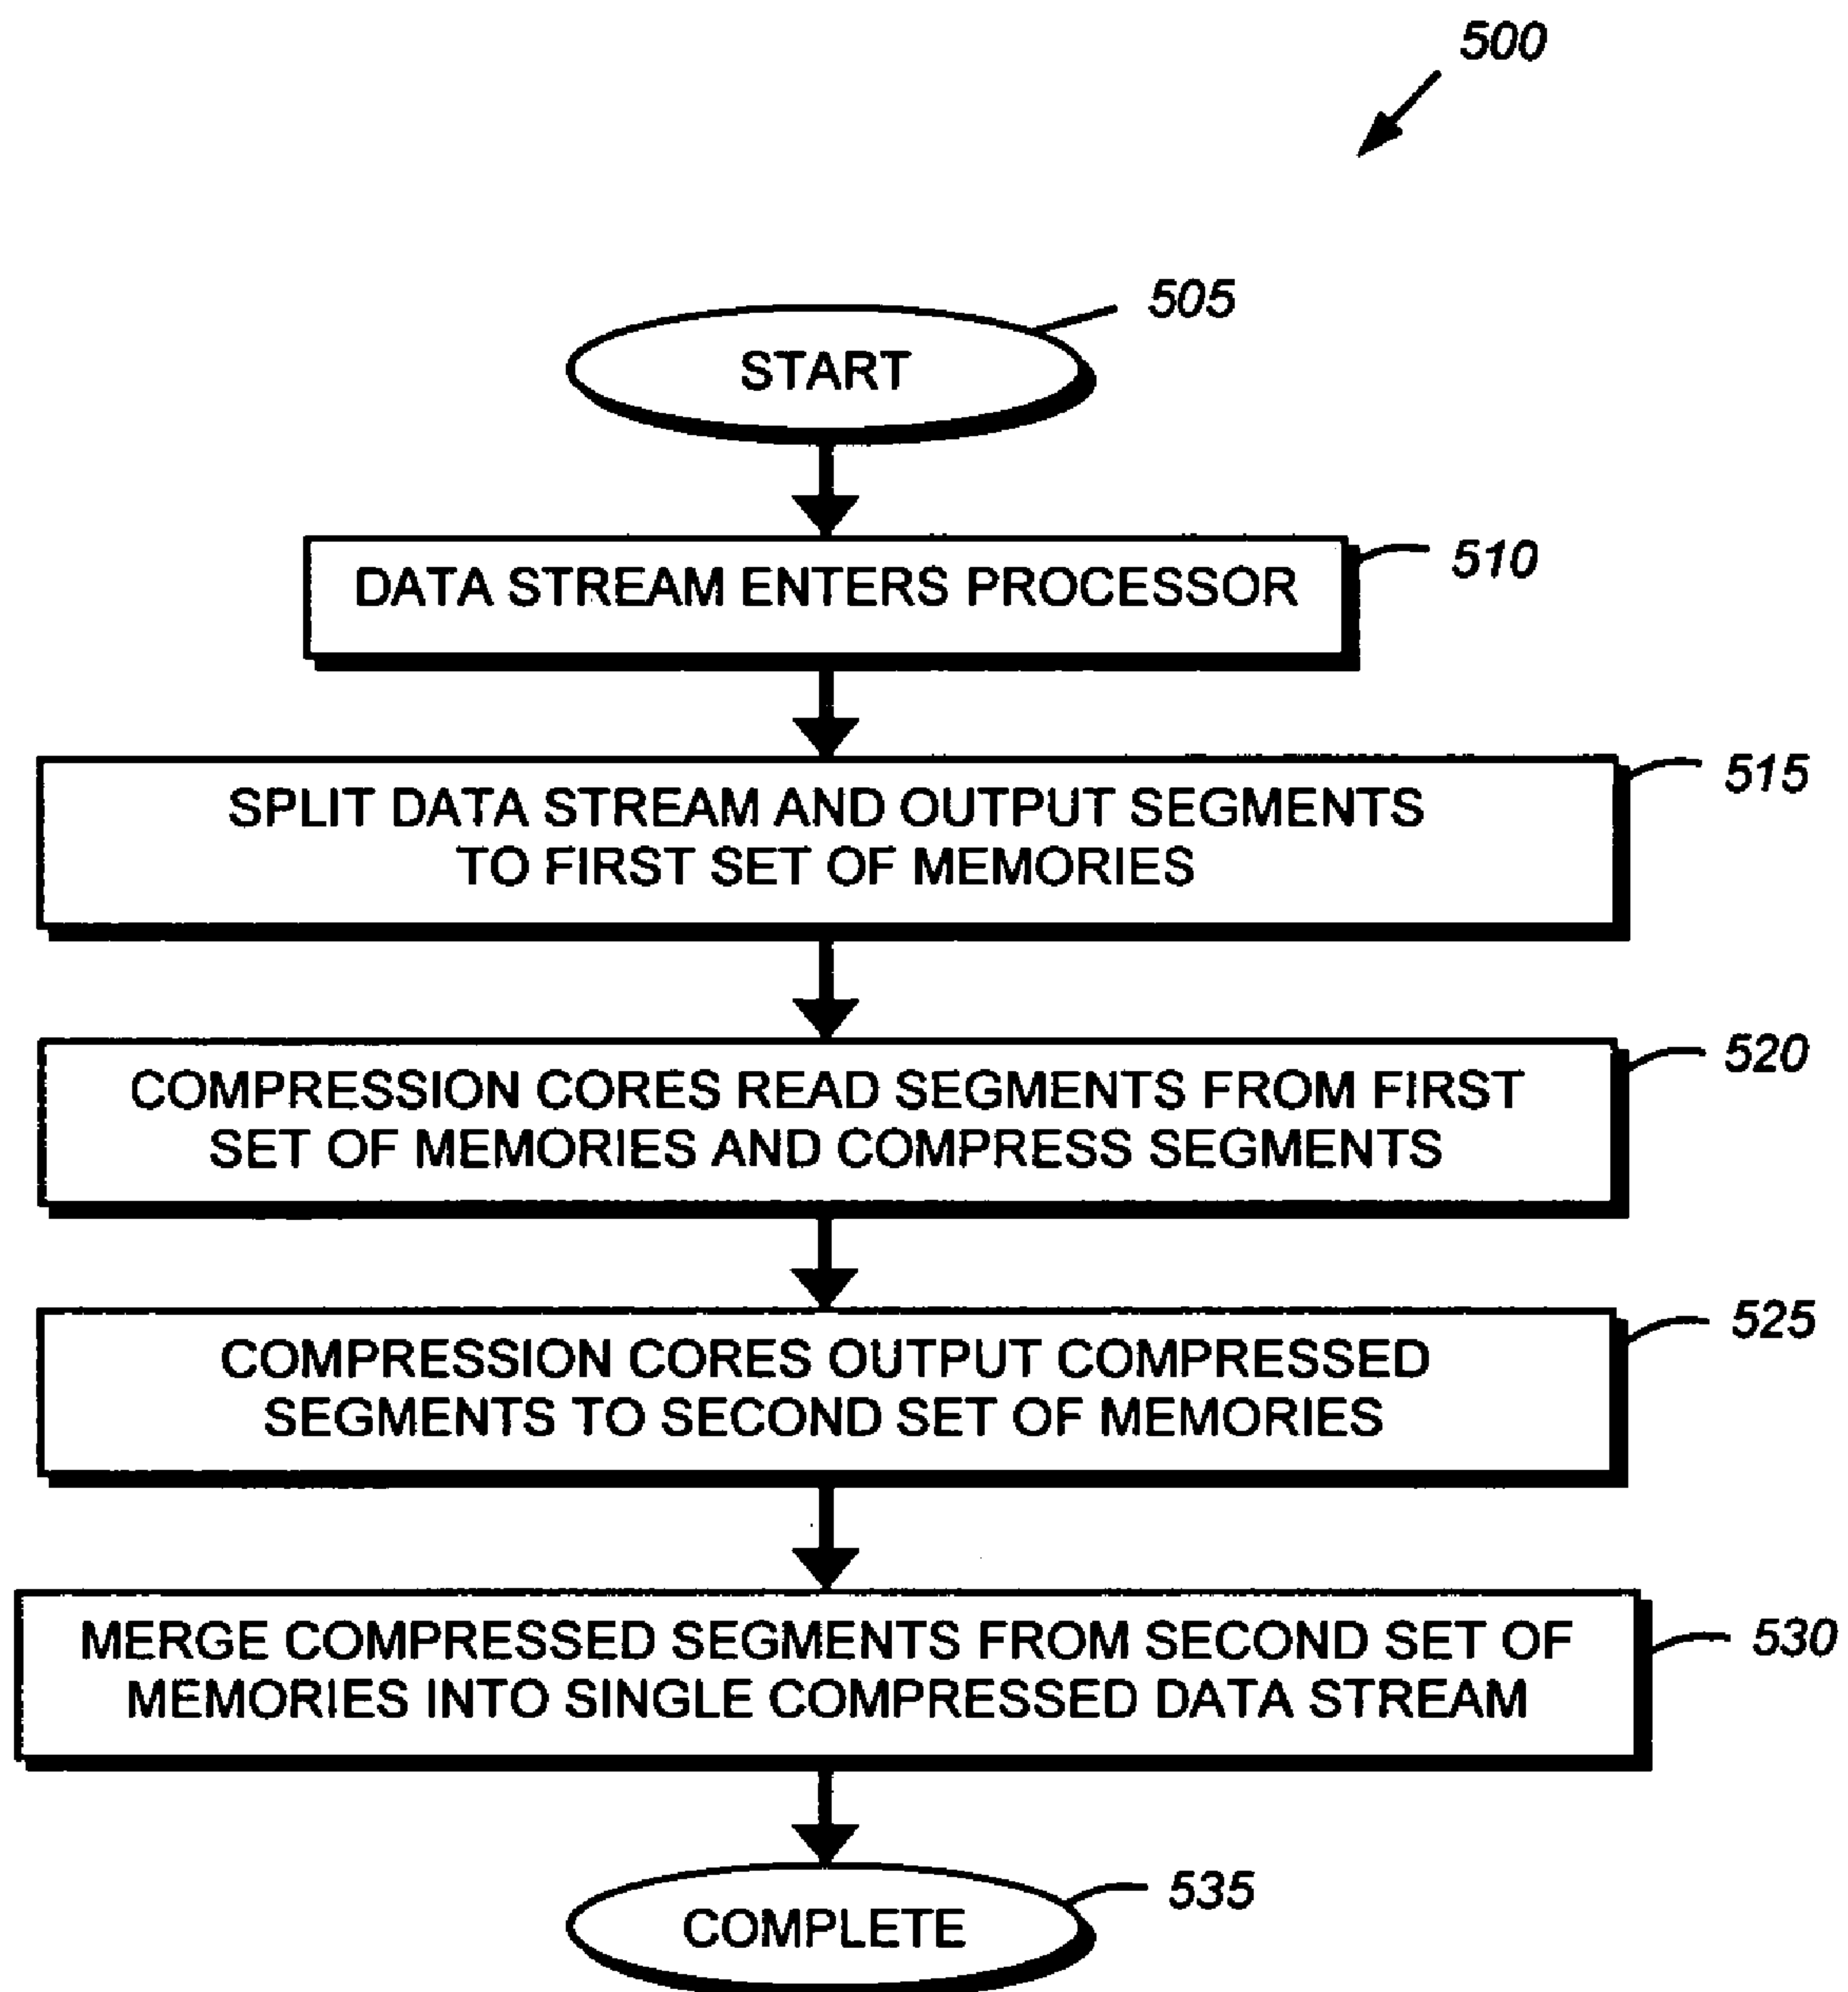 500
505
START
510
DATA STREAM ENTERS PROCESSOR
515
SPLIT DATA STREAM AND OUTPUT SEGMENTS
TO FIRST SET OF MEMORIES
520
COMPRESSION CORES READ SEGMENTS FROM FIRST
SET OF MEMORIES AND COMPRESS SEGMENTS
525
COMPRESSION CORES OUTPUT COMPRESSED
SEGMENTS TO SECOND SET OF MEMORIES
530
MERGE COMPRESSED SEGMENTS FROM SECOND SET OF
MEMORIES INTO SINGLE COMPRESSED DATA STREAM
535
COMPLETE